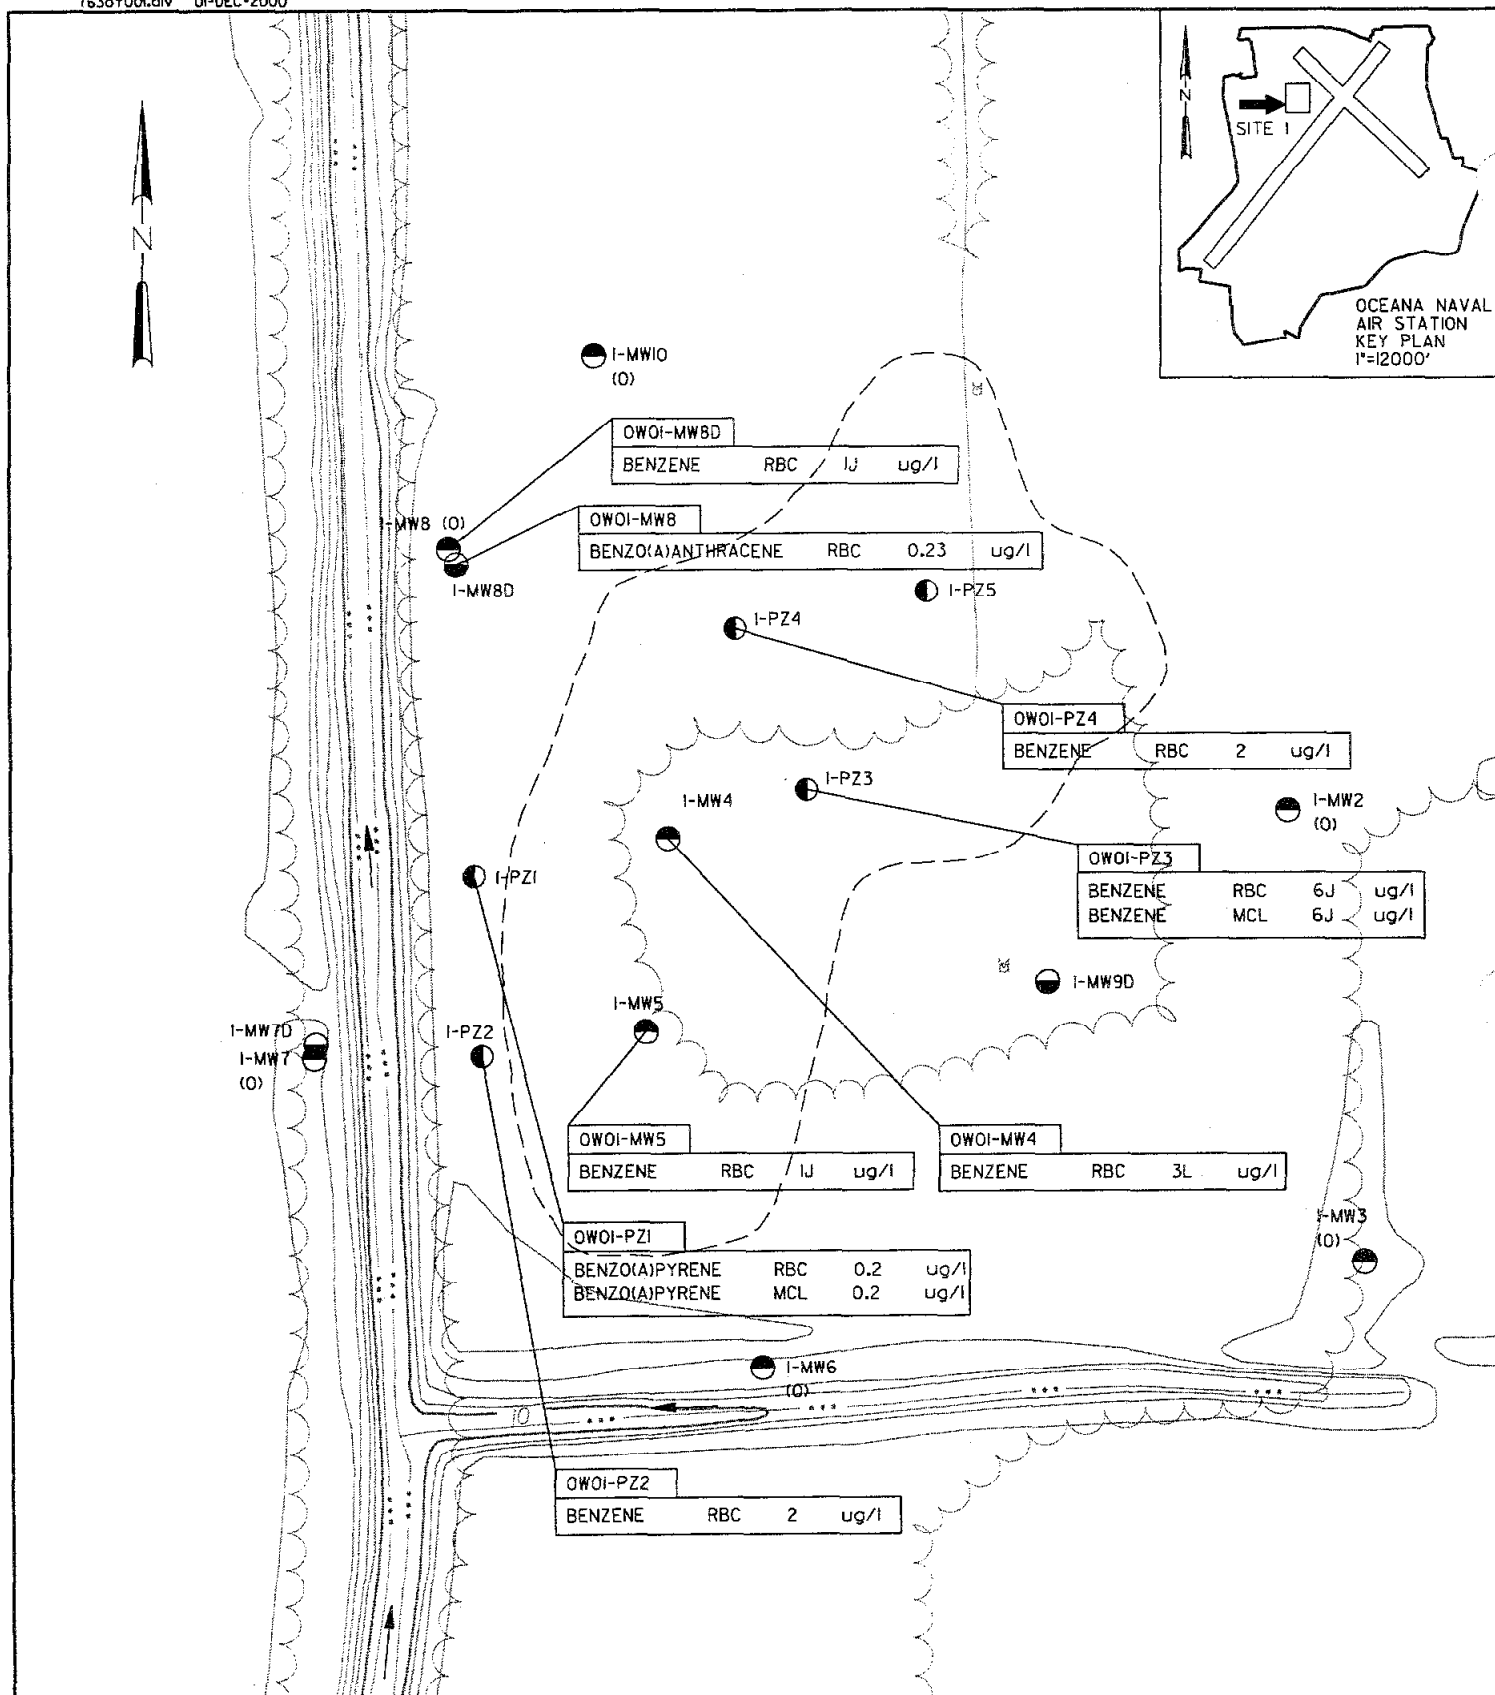 01-DEC-2000
N
N
SITE 1
OCEANA NAVAL
AIR STATION
KEY PLAN
1"=12000'
1-MW10
(0)
OW01-MW8D
BENZENE RBC 1J ug/l
1-MW8 (0)
OW01-MW8
BENZO(A)ANTHRACENE RBC 0.23 ug/l
1-MW8D
1-PZ5
1-PZ4
OW01-PZ4
BENZENE RBC 2 ug/l
1-PZ3
1-MW4
1-MW2
(0)
OW01-PZ3
BENZENE RBC 6J ug/l
BENZENE MCL 6J ug/l
1-PZ1
1-MW9D
1-MW5
1-MW7D
1-MW7
(0)
1-PZ2
OW01-MW5
BENZENE RBC 1J ug/l
OW01-MW4
BENZENE RBC 3L ug/l
1-MW3
(0)
OW01-PZ1
BENZO(A)PYRENE RBC 0.2 ug/l
BENZO(A)PYRENE MCL 0.2 ug/l
1-MW6
(0)
10
OW01-PZ2
BENZENE RBC 2 ug/l